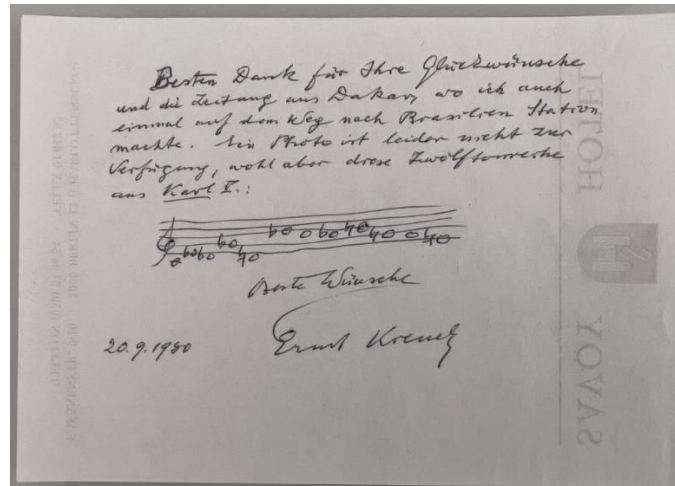 Besten Dank für Ihre Glückwünsche
und die Zeitung aus Dakar, wo ich auch
einmal auf dem Weg nach Brasilien Station
machte. Ein Photo ist leider nicht zur
Verfügung, wohl aber diese Zwölftonreihe
aus Karl V.:
Beste Wünsche
20.9.1980 Ernst Krenek
HOTEL
SAVOY